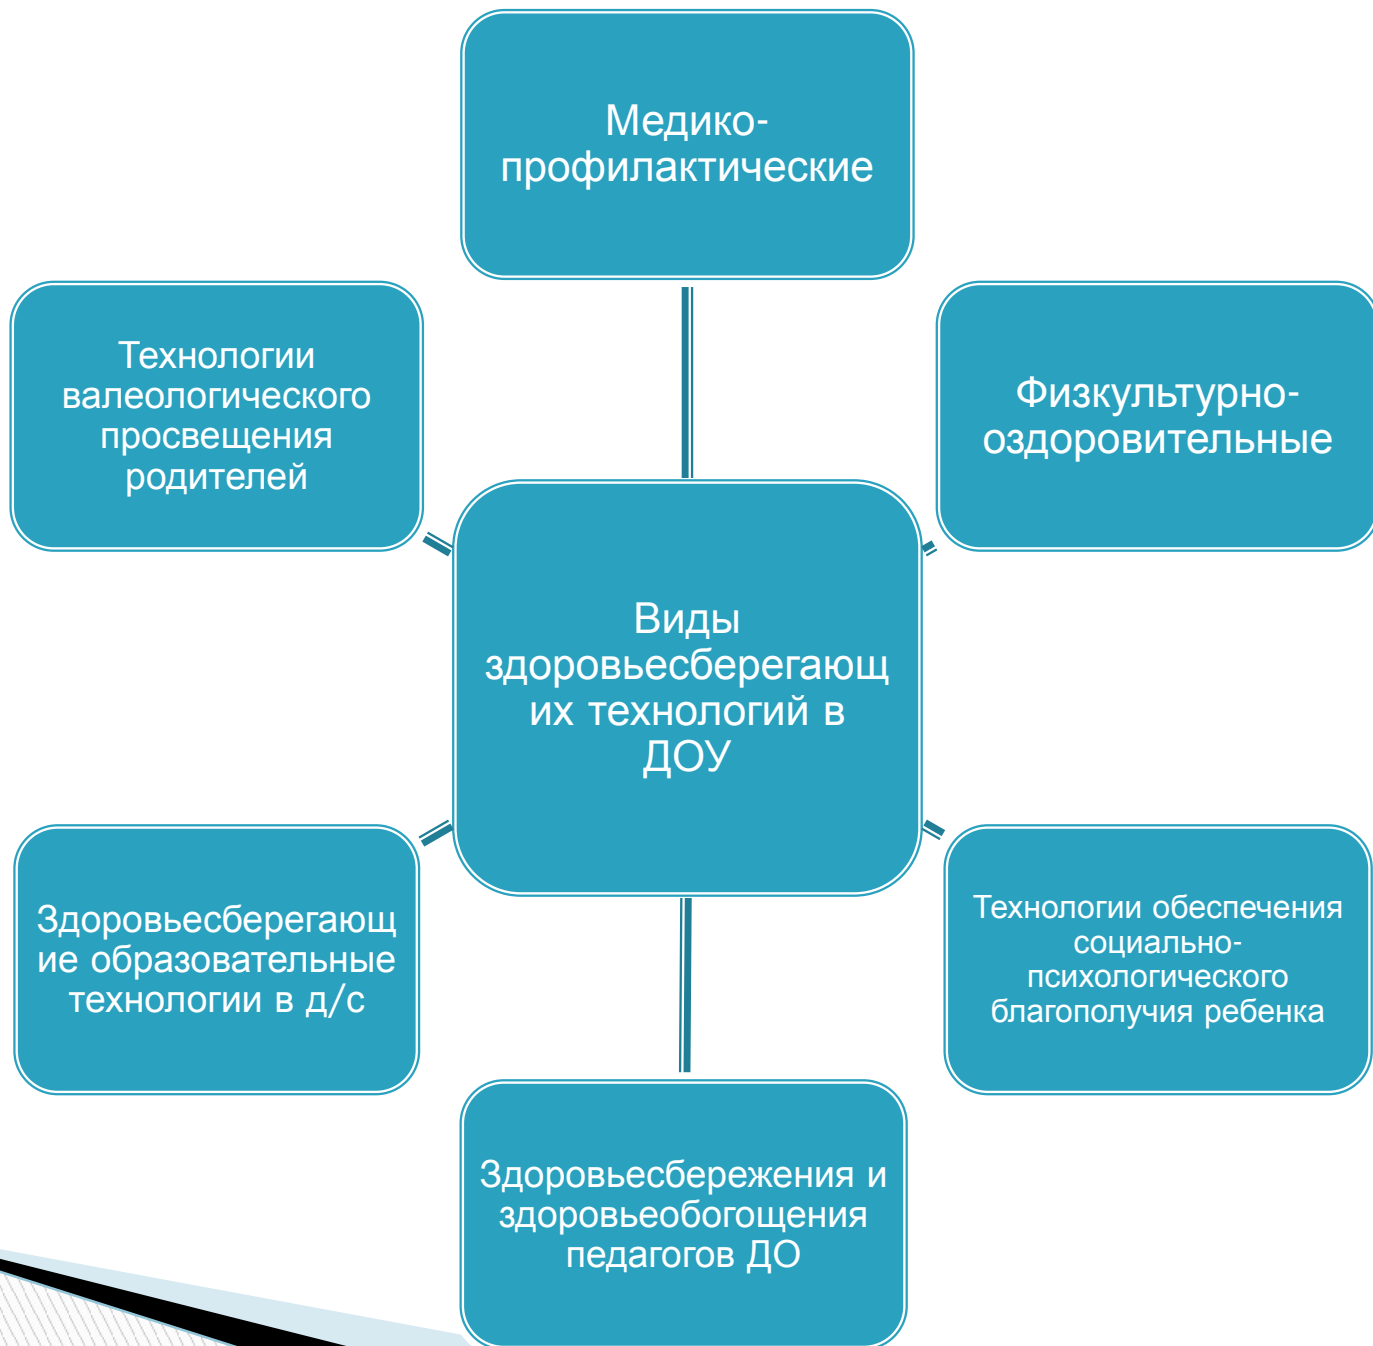 Медико-
профилактические
Технологии
валеологического
просвещения
родителей
Физкультурно-
оздоровительные
Виды
здоровьесберегающ
их технологий в
ДОУ
Здоровьесберегающ
ие образовательные
технологии в д/с
Технологии обеспечения
социально-
психологического
благополучия ребенка
Здоровьесбережения и
здоровьеобогощения
педагогов ДО